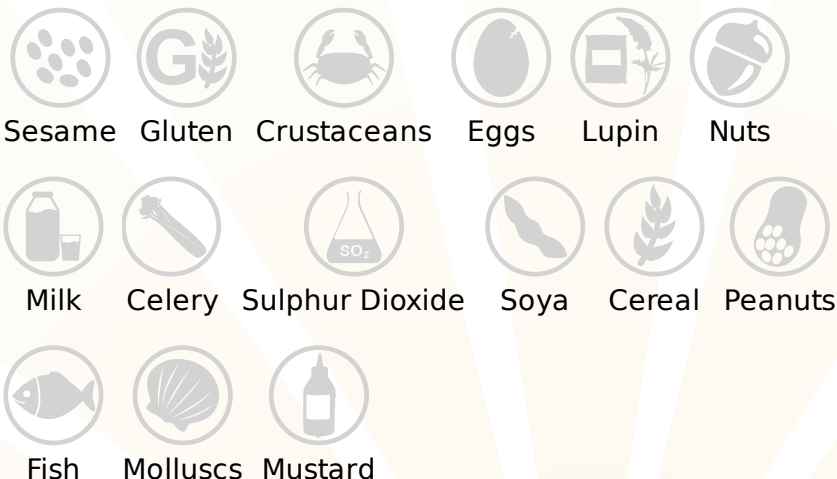 G
Sesame Gluten Crustaceans Eggs Lupin Nuts
SO₂
Milk Celery Sulphur Dioxide Soya Cereal Peanuts
Fish Molluscs Mustard